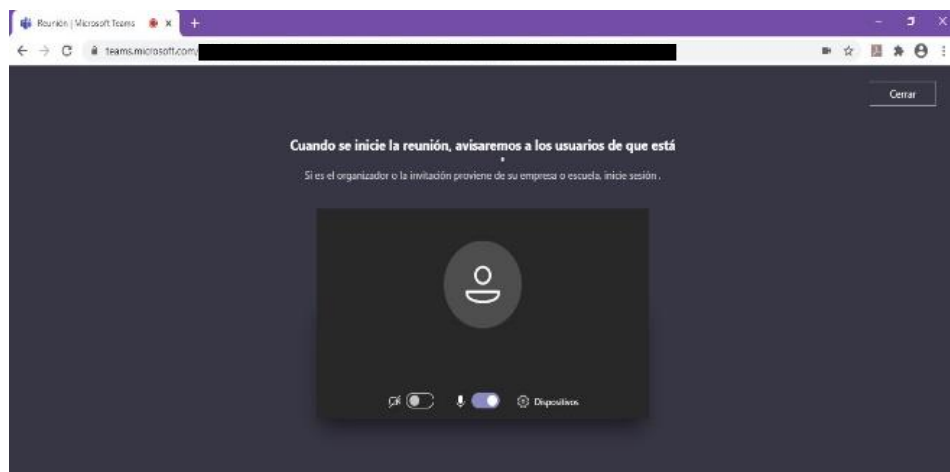 Reunión | Microsoft Teams
teams.microsoft.com/
Cerrar
Cuando se inicie la reunión, avisaremos a los usuarios de que está
Si es el organizador o la invitación proviene de su empresa o escuela, inicie sesión .
Dispositivos